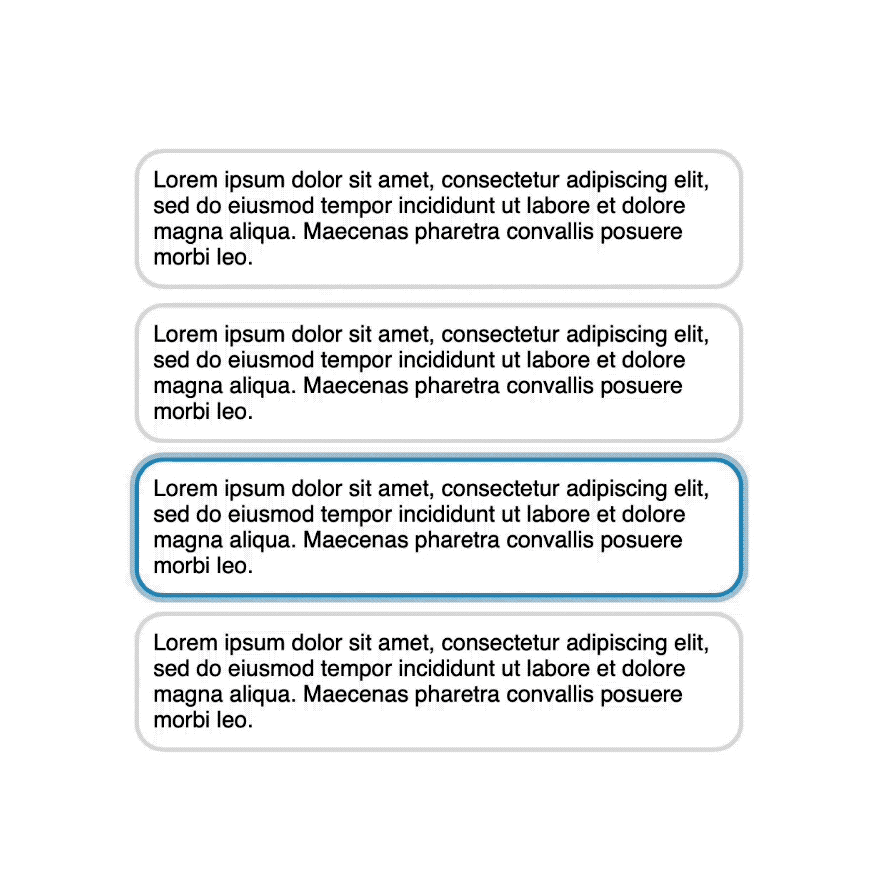 Lorem ipsum dolor sit amet, consectetur adipiscing elit,
sed do eiusmod tempor incididunt ut labore et dolore
magna aliqua. Maecenas pharetra convallis posuere
morbi leo.
Lorem ipsum dolor sit amet, consectetur adipiscing elit,
sed do eiusmod tempor incididunt ut labore et dolore
magna aliqua. Maecenas pharetra convallis posuere
morbi leo.
Lorem ipsum dolor sit amet, consectetur adipiscing elit,
sed do eiusmod tempor incididunt ut labore et dolore
magna aliqua. Maecenas pharetra convallis posuere
morbi leo.
Lorem ipsum dolor sit amet, consectetur adipiscing elit,
sed do eiusmod tempor incididunt ut labore et dolore
magna aliqua. Maecenas pharetra convallis posuere
morbi leo.